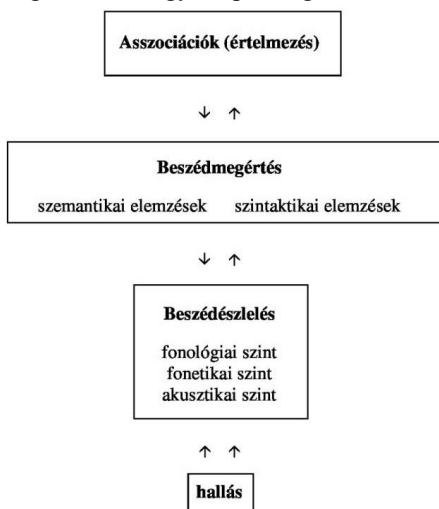 Asszociációk (értelmezés)
↓ ↑
Beszédmegértés
szemantikai elemzések szintaktikai elemzések
↓ ↑
Beszédészlelés
fonológiai szint
fonetikai szint
akusztikai szint
↑ ↑
hallás